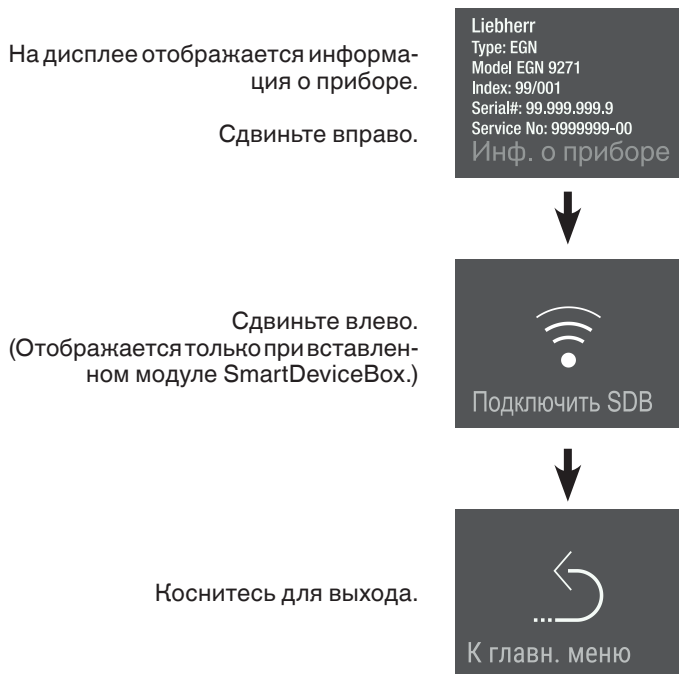 На дисплее отображается информа-
ция о приборе.
Сдвиньте вправо.
Liebherr
Type: EGN
Model EGN 9271
Index: 99/001
Serial#: 99.999.999.9
Service No: 9999999-00
Инф. о приборе
Сдвиньте влево.
(Отображается только при вставлен-
ном модуле SmartDeviceBox.)
Подключить SDB
Коснитесь для выхода.
К главн. меню